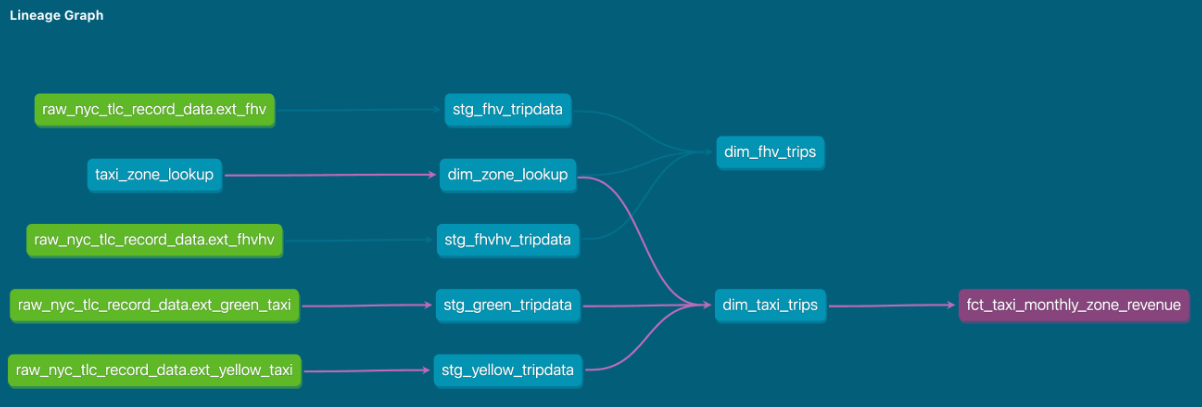 Lineage Graph
raw_nyc_tlc_record_data.ext_fhv
stg_fhv_tripdata
dim_fhv_trips
taxi_zone_lookup
dim_zone_lookup
raw_nyc_tlc_record_data.ext_fhvhv
stg_fhvhv_tripdata
raw_nyc_tlc_record_data.ext_green_taxi
stg_green_tripdata
dim_taxi_trips
fct_taxi_monthly_zone_revenue
raw_nyc_tlc_record_data.ext_yellow_taxi
stg_yellow_tripdata